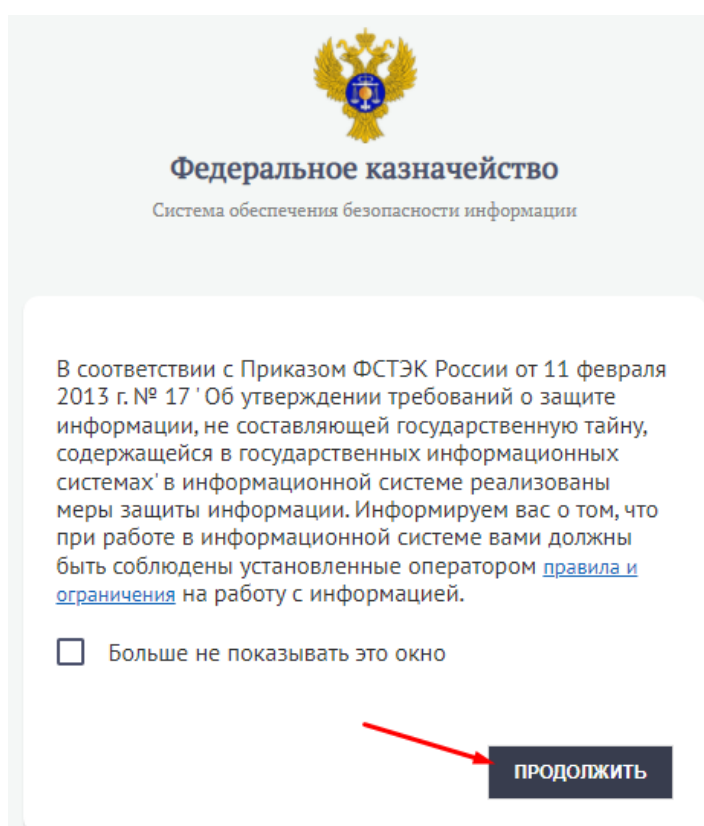 Федеральное казначейство
Система обеспечения безопасности информации
В соответствии с Приказом ФСТЭК России от 11 февраля
2013 г. № 17 ' Об утверждении требований о защите
информации, не составляющей государственную тайну,
содержащейся в государственных информационных
системах' в информационной системе реализованы
меры защиты информации. Информируем вас о том, что
при работе в информационной системе вами должны
быть соблюдены установленные оператором правила и
ограничения на работу с информацией.
Больше не показывать это окно
ПРОДОЛЖИТЬ